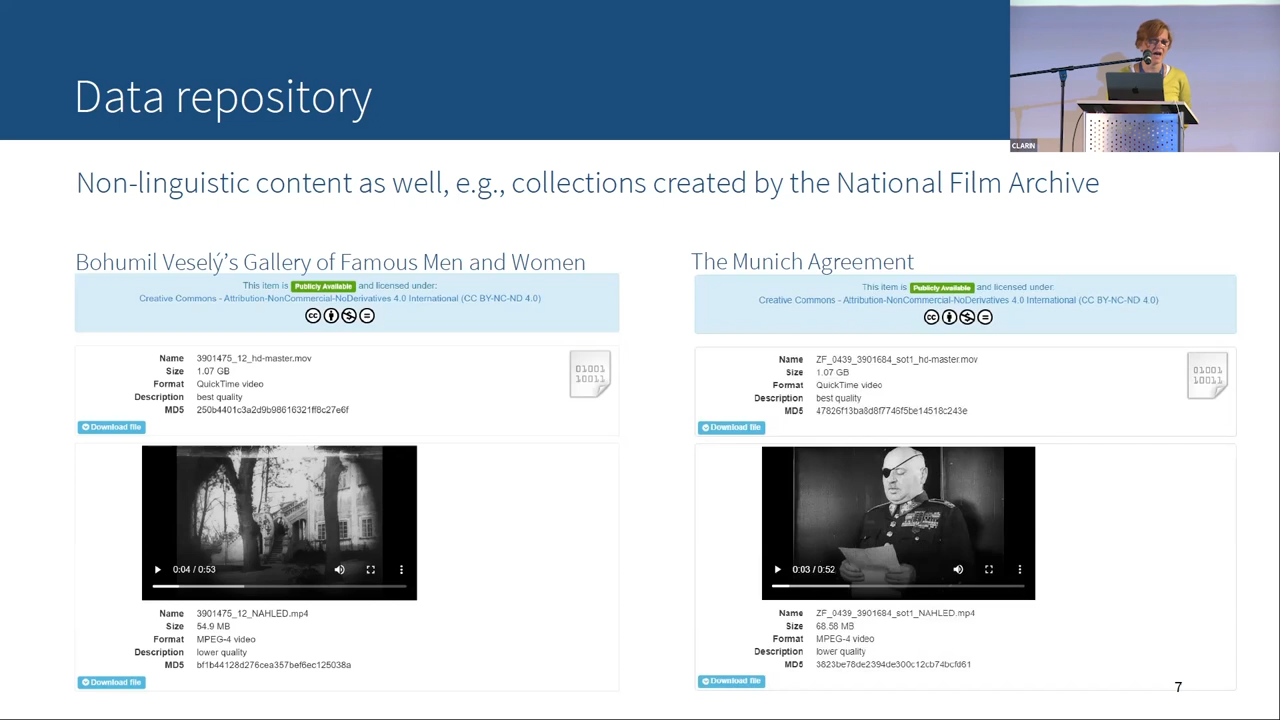 Data repository
CLARIN
Non-linguistic content as well, e.g., collections created by the National Film Archive
Bohumil Veselý's Gallery of Famous Men and Women
This item is Publicly Available and licensed under:
Creative Commons - Attribution-NonCommercial-NoDerivatives 4.0 International (CC BY-NC-ND 4.0)
Name 3901475_12_hd-master.mov
Size 1.07 GB
Format QuickTime video
Description best quality
MD5 250b4401c3a2d9b98616321ff8c27e6f
Download file
0:04 / 0:53
Name 3901475_12_NAHLED.mp4
Size 54.9 MB
Format MPEG-4 video
Description lower quality
MD5 bf1b44128d276cea357bef6ec125038a
Download file
The Munich Agreement
This item is Publicly Available and licensed under:
Creative Commons - Attribution-NonCommercial-NoDerivatives 4.0 International (CC BY-NC-ND 4.0)
Name ZF_0439_3901684_sot1_hd-master.mov
Size 1.07 GB
Format QuickTime video
Description best quality
MD5 47826f13ba8d8f7746f5be14518c243e
Download file
0:03 / 0:52
Name ZF_0439_3901684_sot1_NAHLED.mp4
Size 68.58 MB
Format MPEG-4 video
Description lower quality
MD5 3823be78de2394de300c12cb74bcfd61
Download file
7